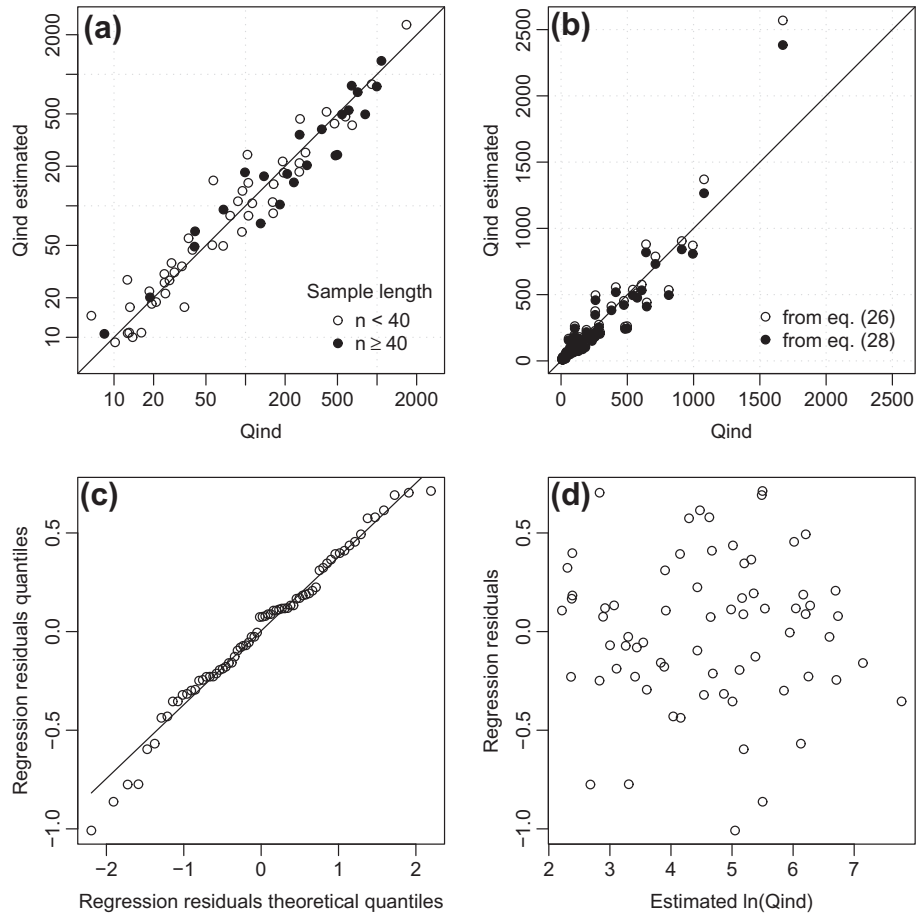 (a)
Qind estimated
10
20
50
200
500
2000
10
20
50
200
500
2000
Qind
Sample length
n < 40
n ≥ 40
(b)
Qind estimated
0
500
1000
1500
2000
2500
0
500
1000
1500
2000
2500
Qind
from eq. (26)
from eq. (28)
(c)
Regression residuals quantiles
−1.0
−0.5
0.0
0.5
−2
−1
0
1
2
Regression residuals theoretical quantiles
(d)
Regression residuals
−1.0
−0.5
0.0
0.5
2
3
4
5
6
7
Estimated ln(Qind)